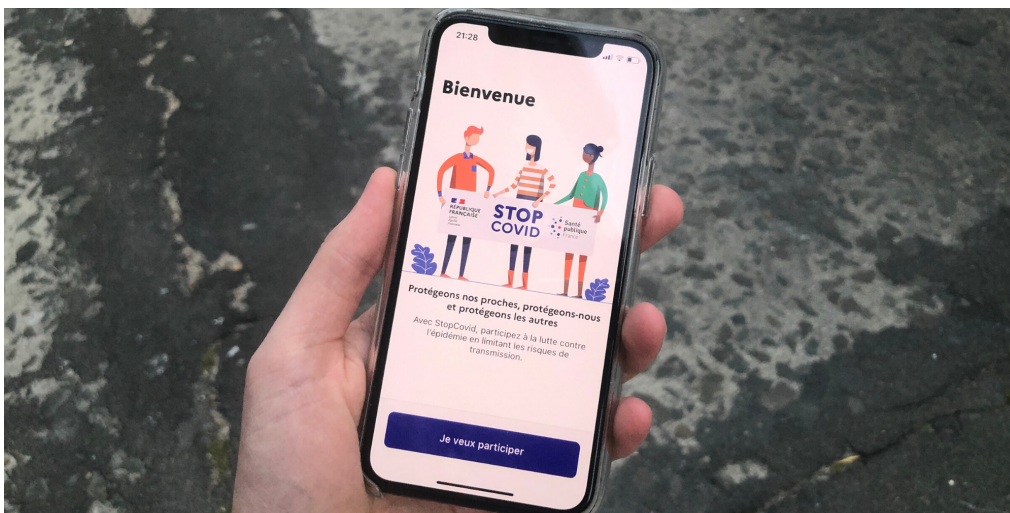 21:28
Bienvenue
RÉPUBLIQUE
FRANÇAISE
STOP
COVID
Santé
publique
France
Protégeons nos proches, protégeons-nous
et protégeons les autres
Avec StopCovid, participez à la lutte contre
l'épidémie en limitant les risques de
transmission.
Je veux participer